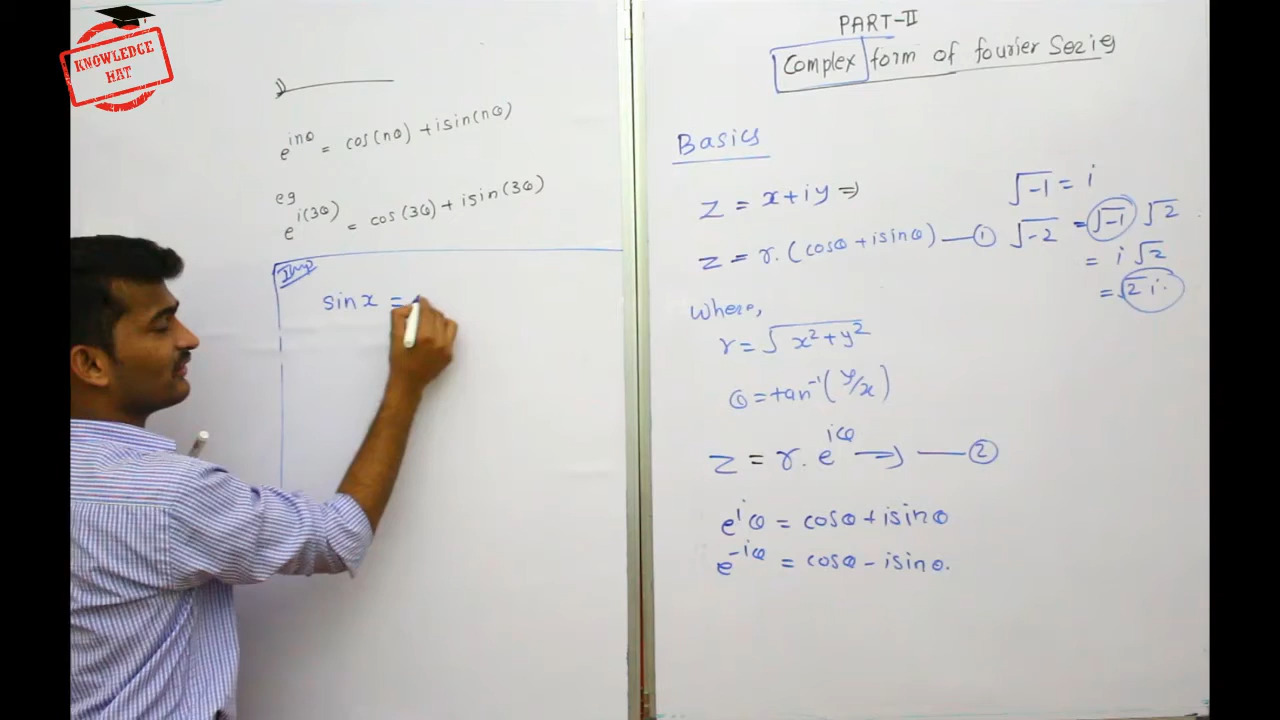 KNOWLEDGE
HAT
e^{inθ} = cos(nθ) + isin(nθ)
eg
e^{i(3θ)} = cos(3θ) + isin(3θ)
Imp
sin x =
PART-II
Complex form of fourier Series
Basics
z = x + iy ⇒
z = r. (cosθ + isinθ) — ①
where,
r = √(x² + y²)
θ = tan⁻¹(y/x)
z = r. e^{iθ} → — ②
e^{iθ} = cosθ + isinθ
e^{-iθ} = cosθ - isinθ.
√-1 = i
√-2 = √-1 √2
= i √2
= √2 i.